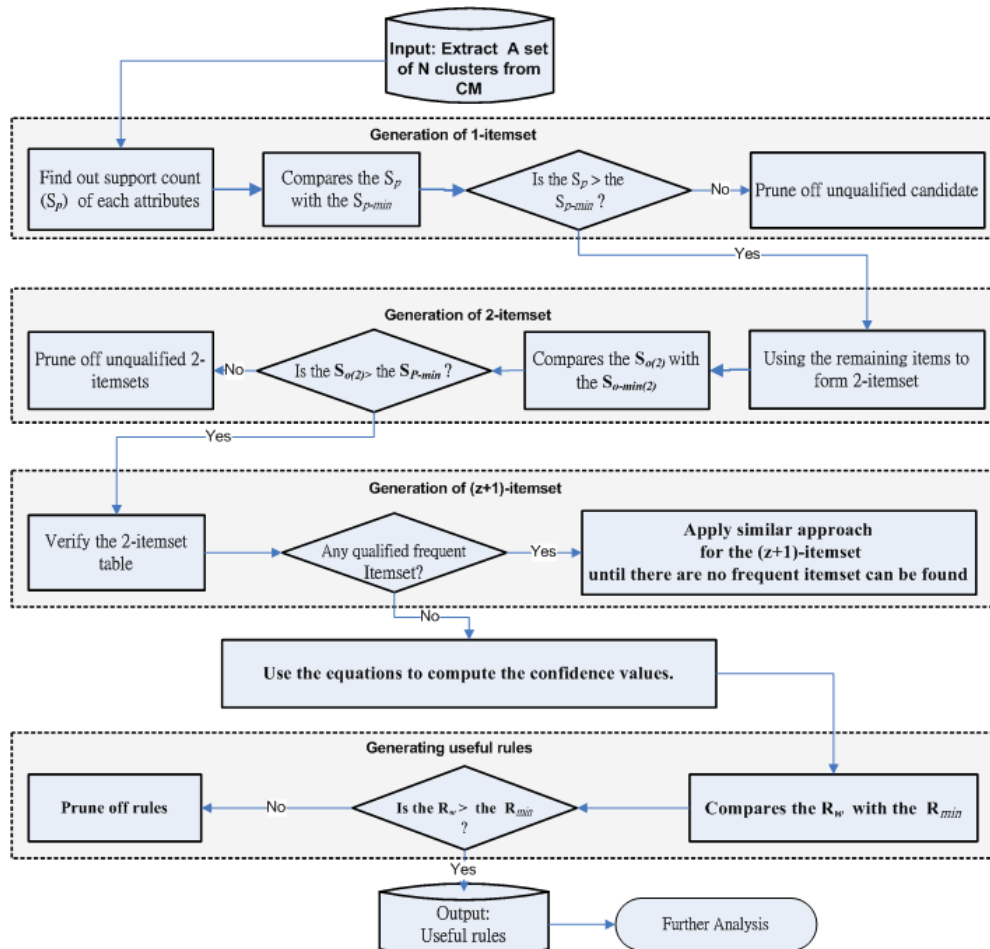 Input: Extract A set
of N clusters from
CM
Generation of 1-itemset
Find out support count
(Sp) of each attributes
Compares the Sp
with the Sp-min
Is the Sp > the
Sp-min ?
No
Prune off unqualified candidate
Yes
Generation of 2-itemset
Prune off unqualified 2-
itemsets
No
Is the So(2)> the SP-min ?
Compares the So(2) with
the So-min(2)
Using the remaining items to
form 2-itemset
Yes
Generation of (z+1)-itemset
Verify the 2-itemset
table
Any qualified frequent
Itemset?
Yes
Apply similar approach
for the (z+1)-itemset
until there are no frequent itemset can be found
No
Use the equations to compute the confidence values.
Generating useful rules
Prune off rules
No
Is the Rw > the Rmin
?
Compares the Rw with the Rmin
Yes
Output:
Useful rules
Further Analysis